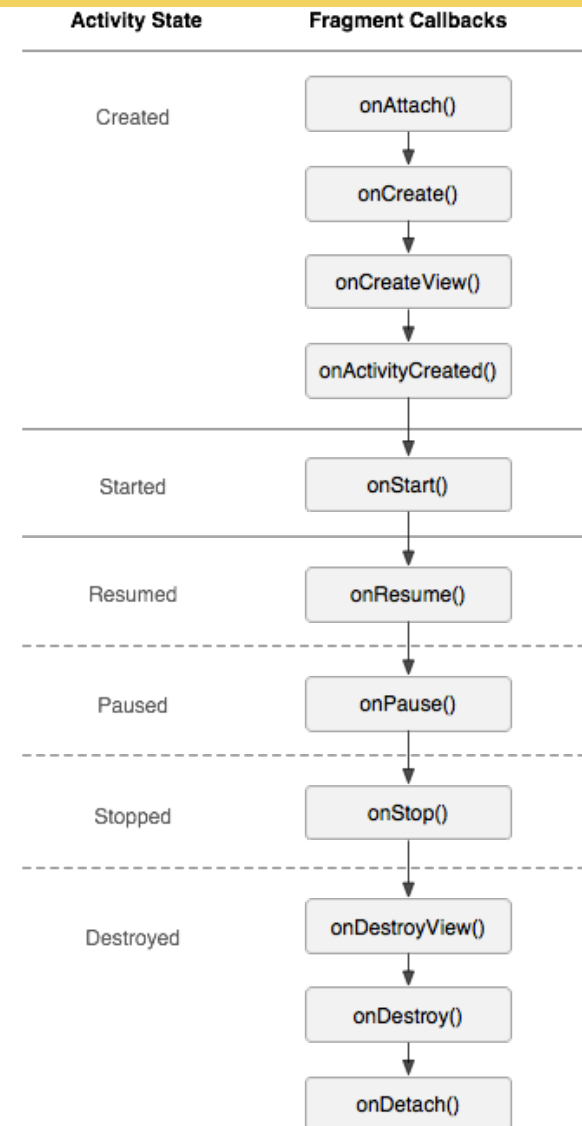 Activity State Fragment Callbacks
Created
onAttach()
onCreate()
onCreateView()
onActivityCreated()
Started
onStart()
Resumed
onResume()
Paused
onPause()
Stopped
onStop()
Destroyed
onDestroyView()
onDestroy()
onDetach()